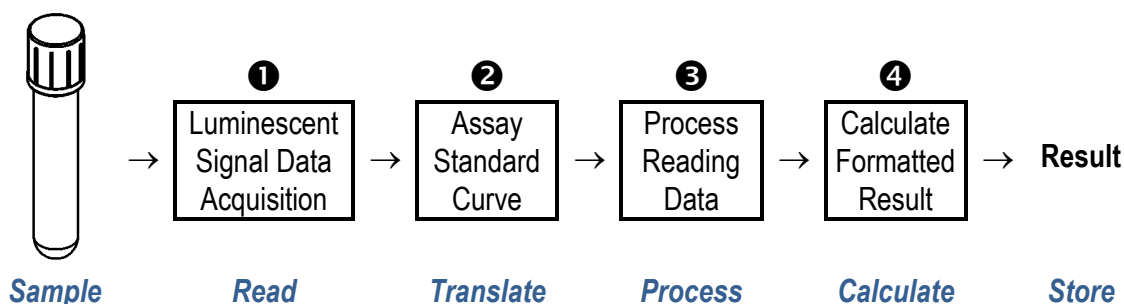 ❶ ❷ ❸ ❹
Luminescent
Signal Data
Acquisition
Assay
Standard
Curve
Process
Reading
Data
Calculate
Formatted
Result
Result
Sample Read Translate Process Calculate Store